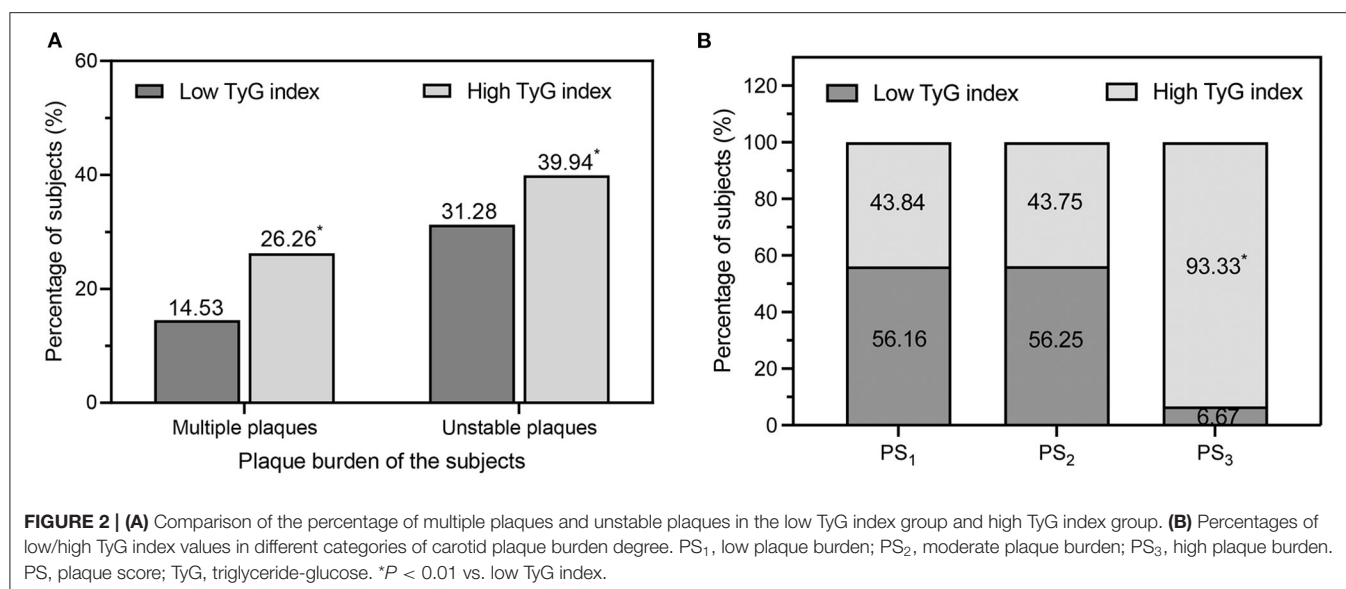 A
Percentage of subjects (%)
60
40
20
0
Low TyG index
High TyG index
14.53
26.26*
31.28
39.94*
Multiple plaques
Unstable plaques
Plaque burden of the subjects
B
Percentage of subjects (%)
120
100
80
60
40
20
0
Low TyG index
High TyG index
43.84
43.75
93.33*
56.16
56.25
6.67
PS₁
PS₂
PS₃
FIGURE 2 | (A) Comparison of the percentage of multiple plaques and unstable plaques in the low TyG index group and high TyG index group. (B) Percentages of
low/high TyG index values in different categories of carotid plaque burden degree. PS₁, low plaque burden; PS₂, moderate plaque burden; PS₃, high plaque burden.
PS, plaque score; TyG, triglyceride-glucose. *P < 0.01 vs. low TyG index.